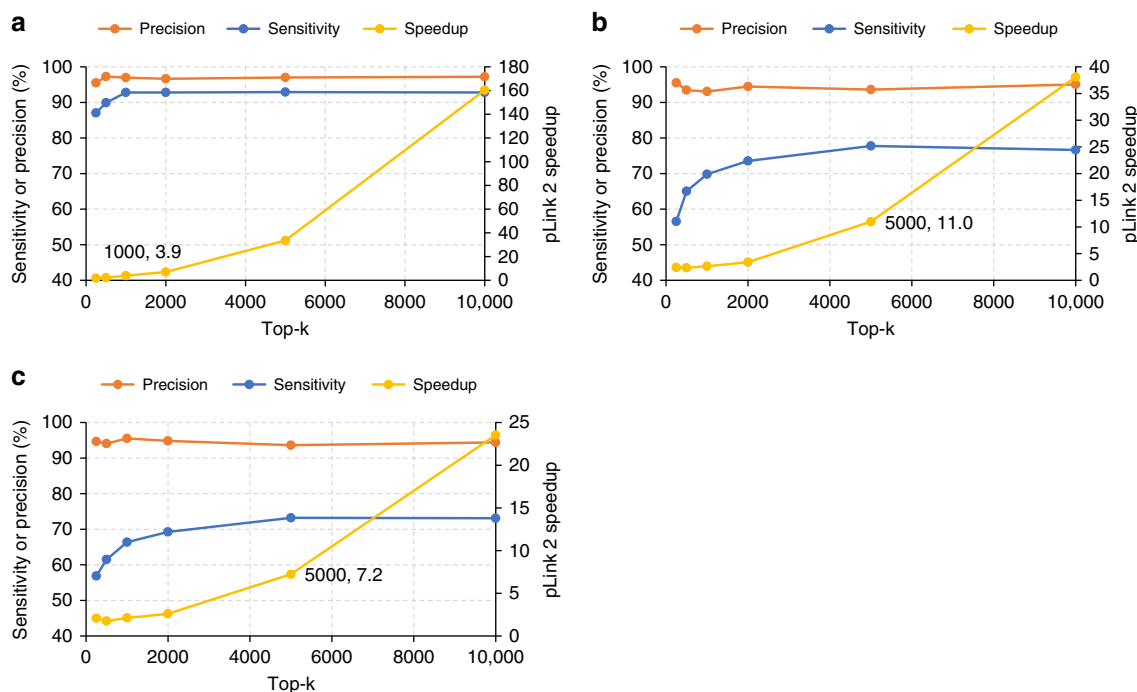 a
Precision Sensitivity Speedup
Sensitivity or precision (%)
100
90
80
70
60
50
40
180
160
140
120
100
80
60
40
20
0
pLink 2 speedup
1000, 3.9
0 2000 4000 6000 8000 10,000
Top-k
b
Precision Sensitivity Speedup
Sensitivity or precision (%)
100
90
80
70
60
50
40
40
35
30
25
20
15
10
5
0
pLink 2 speedup
5000, 11.0
0 2000 4000 6000 8000 10,000
Top-k
c
Precision Sensitivity Speedup
Sensitivity or precision (%)
100
90
80
70
60
50
40
25
20
15
10
5
0
pLink 2 speedup
5000, 7.2
0 2000 4000 6000 8000 10,000
Top-k